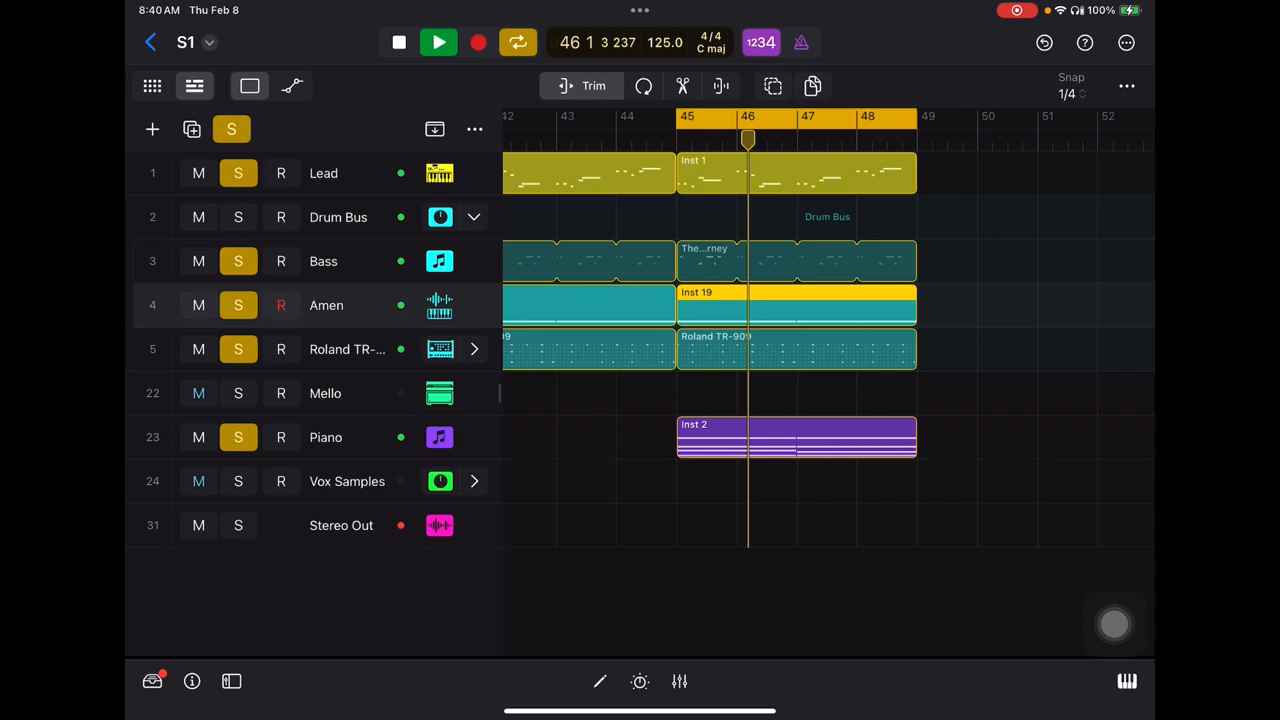 8:40 AM Thu Feb 8
100%
S1
46 1 3 237 125.0 4/4 C maj
1234
Trim
Snap
1/4
S
42 43 44 45 46 47 48 49 50 51 52
1 M S R Lead Inst 1
2 M S Drum Bus Drum Bus
3 M S R Bass The...rney
4 M S R Amen Inst 19
5 M S R Roland TR-... Roland TR-909
22 M S R Mello
23 M S R Piano Inst 2
24 M S R Vox Samples
31 M S Stereo Out